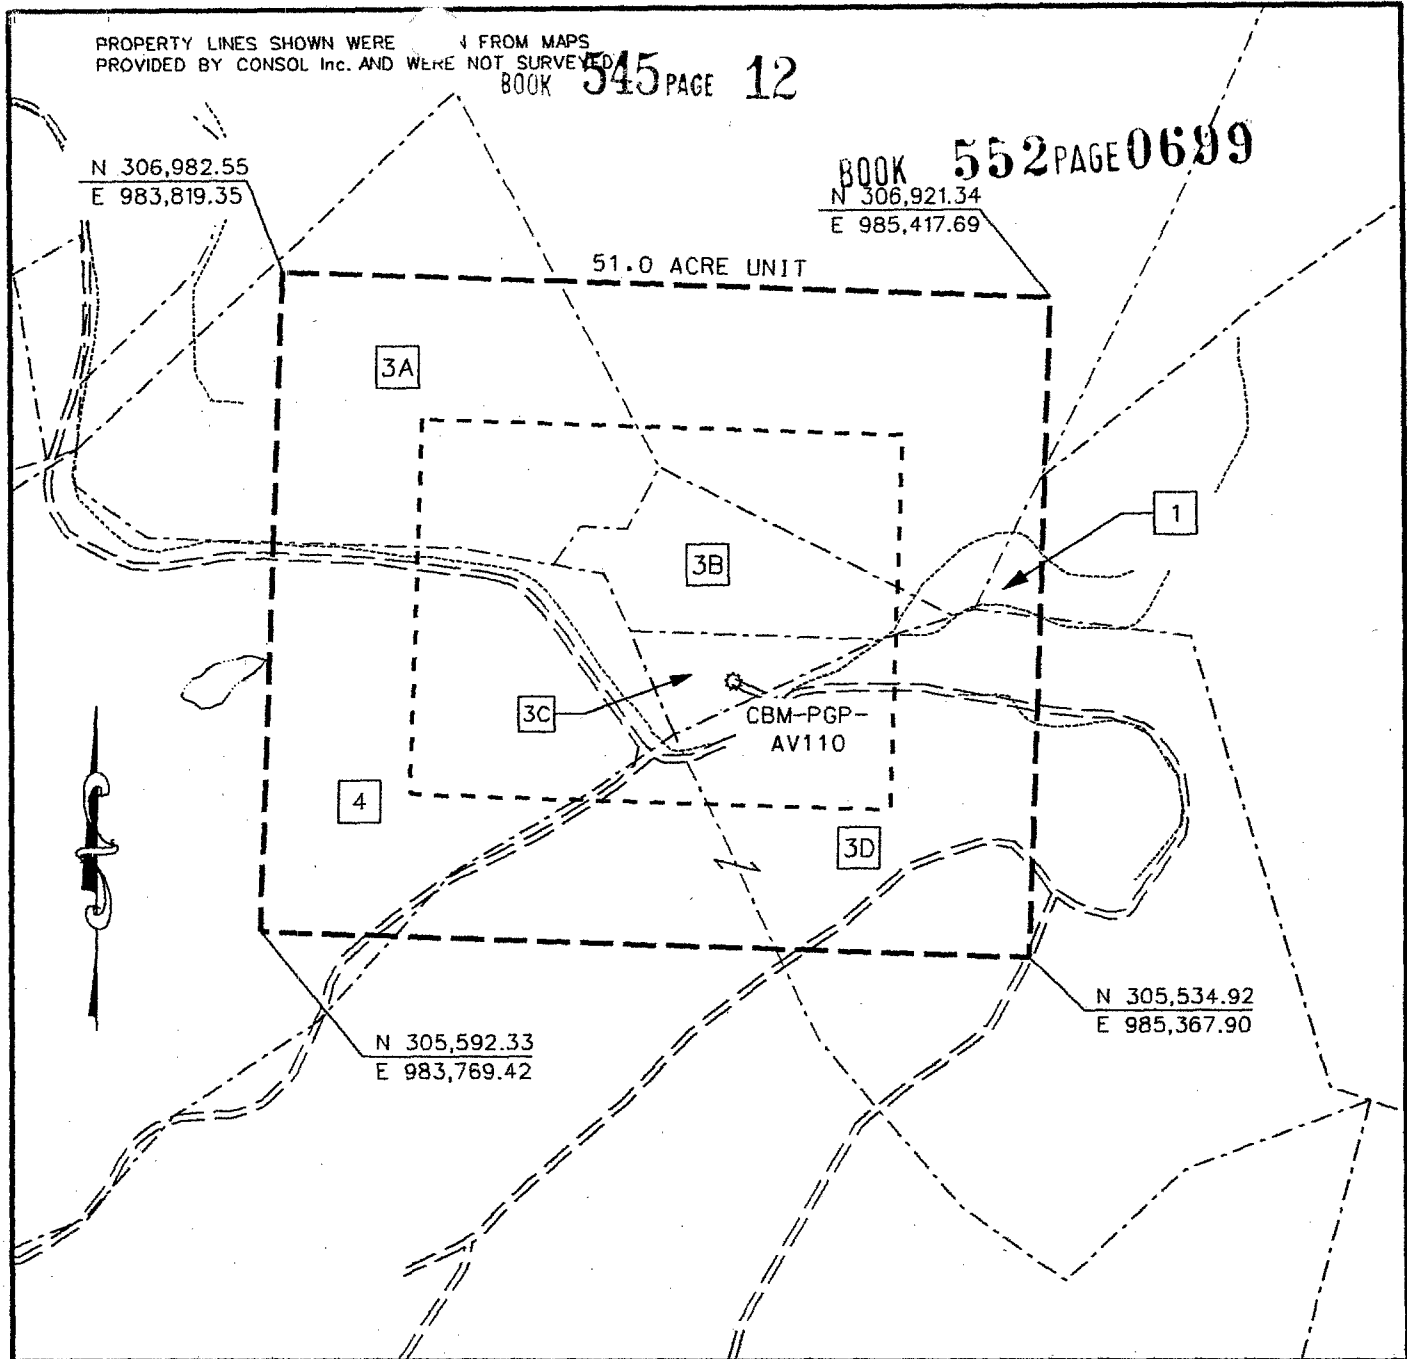 PROPERTY LINES SHOWN WERE FROM MAPS
PROVIDED BY CONSOL Inc. AND WERE NOT SURVEYED
BOOK 545 PAGE 12
BOOK 552 PAGE 0699
N 306,982.55
E 983,819.35
N 306,921.34
E 985,417.69
51.0 ACRE UNIT
3A
1
3B
3C
CBM-PGP-
AV110
4
3D
N 305,534.92
E 985,367.90
N 305,592.33
E 983,769.42